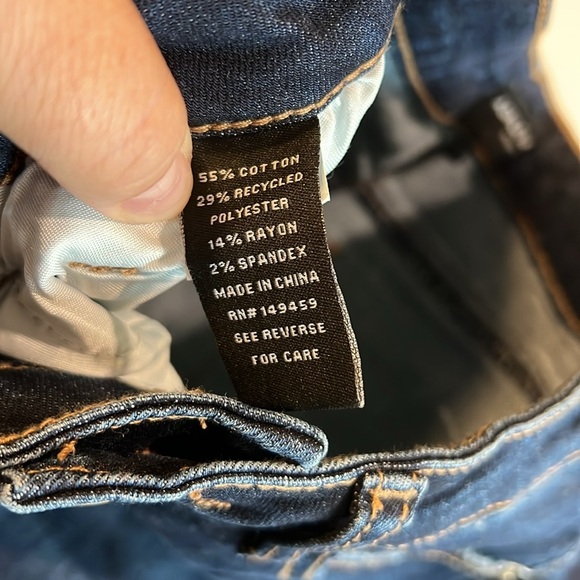 55% COTTON
29% RECYCLED
POLYESTER
14% RAYON
2% SPANDEX
MADE IN CHINA
RN# 149459
SEE REVERSE
FOR CARE